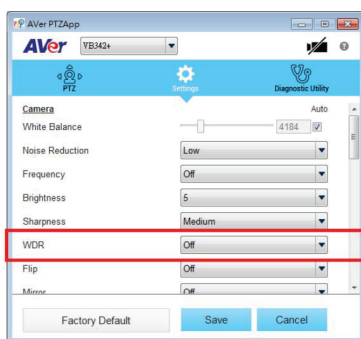 AVer PTZApp
AVer VB342+
PTZ Settings Diagnostic Utility
Camera Auto
White Balance 4184
Noise Reduction Low
Frequency Off
Brightness 5
Sharpness Medium
WDR Off
Flip Off
Mirror Off
Factory Default Save Cancel